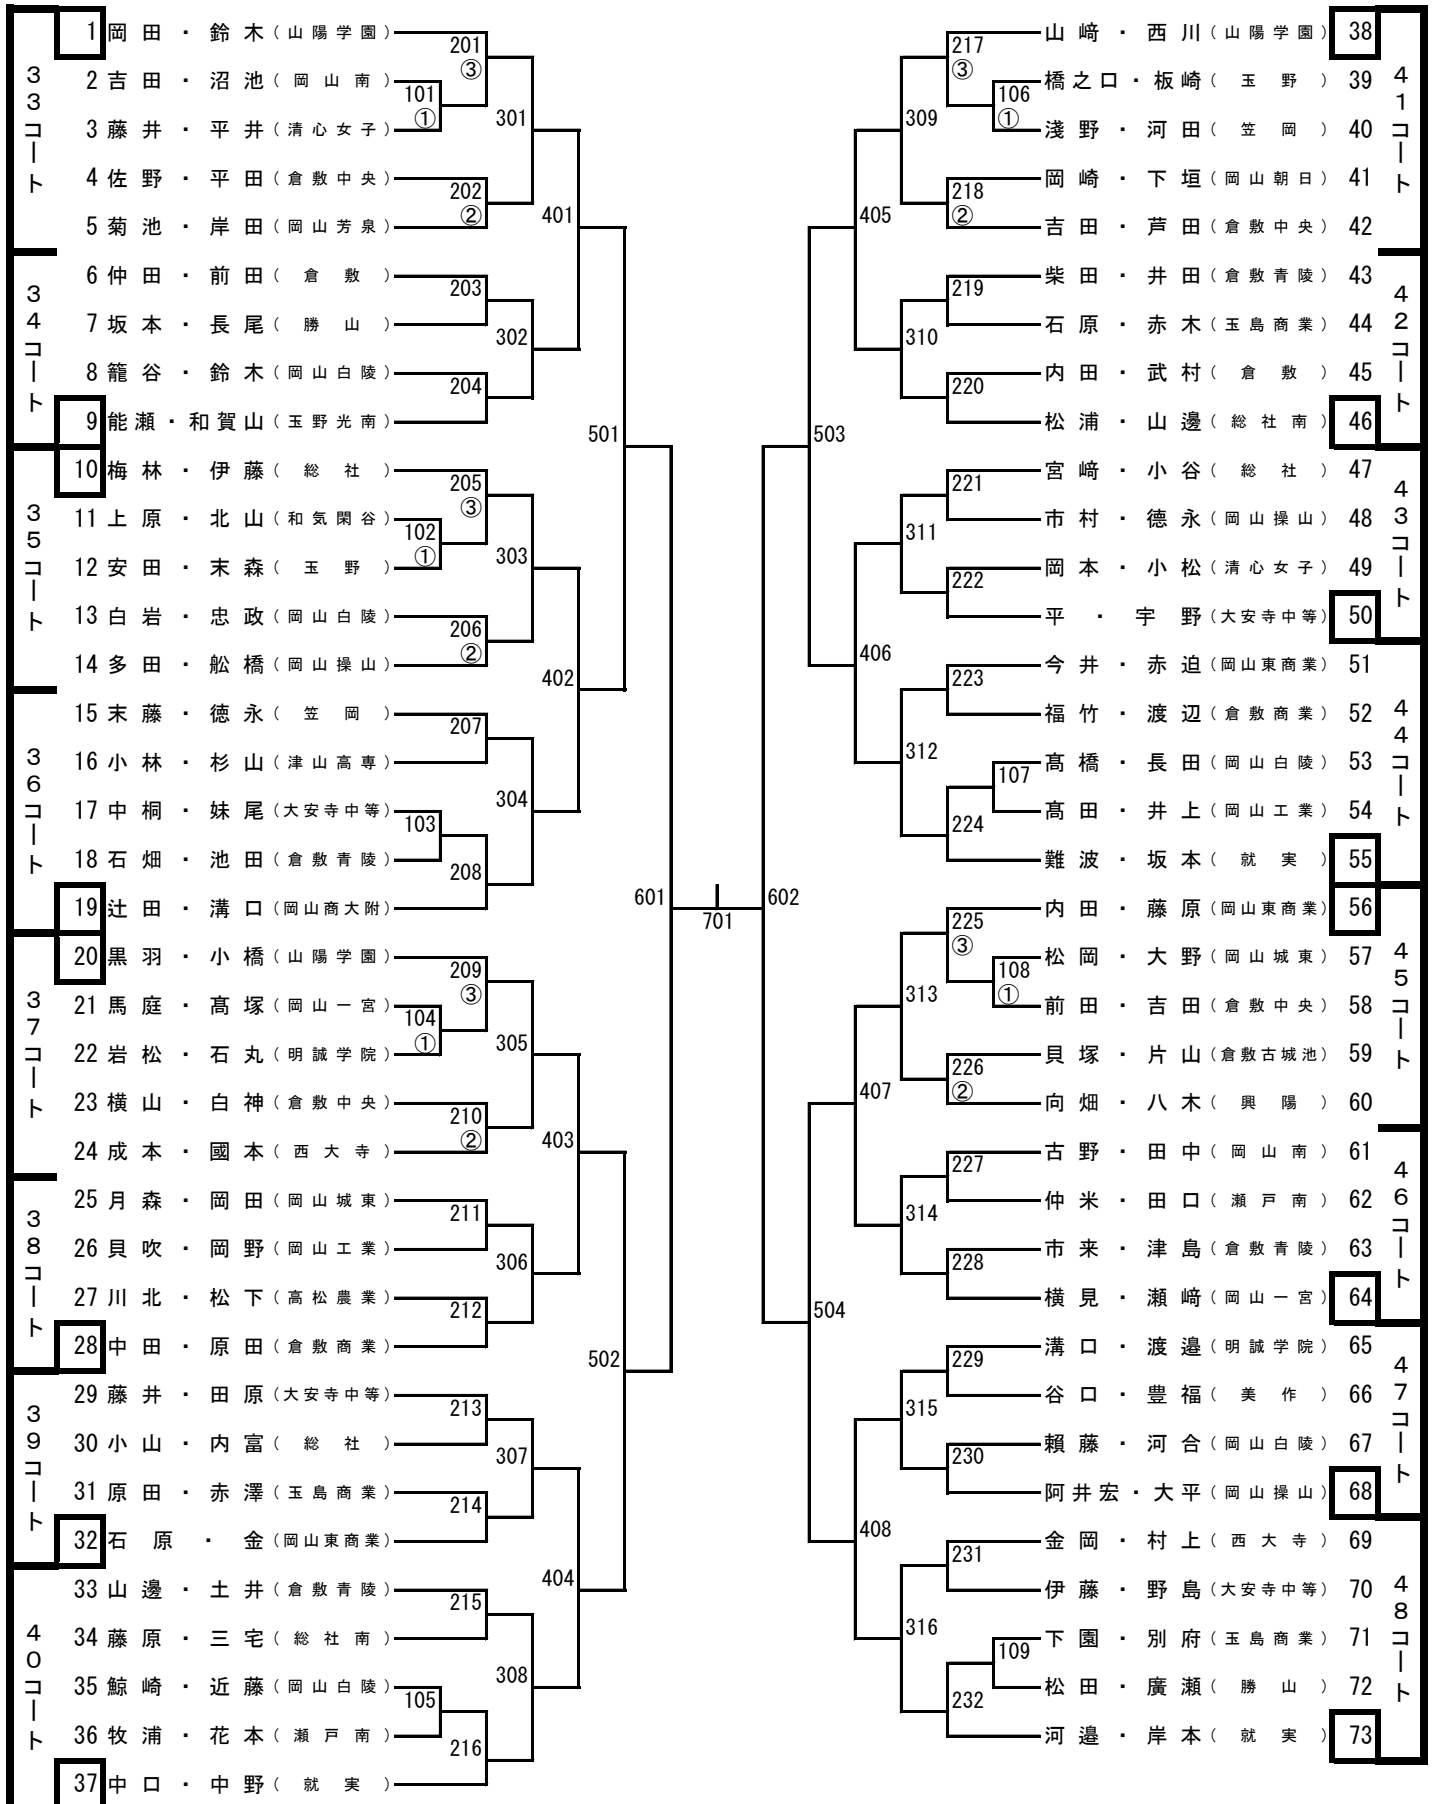 33コート
1 岡田・鈴木（山陽学園）
2 吉田・沼池（岡山南）
3 藤井・平井（清心女子）
4 佐野・平田（倉敷中央）
5 菊池・岸田（岡山芳泉）
34コート
6 仲田・前田（倉敷）
7 坂本・長尾（勝山）
8 籠谷・鈴木（岡山白陵）
9 能瀬・和賀山（玉野光南）
35コート
10 梅林・伊藤（総社）
11 上原・北山（和気閑谷）
12 安田・末森（玉野）
13 白岩・忠政（岡山白陵）
14 多田・舩橋（岡山操山）
36コート
15 末藤・徳永（笠岡）
16 小林・杉山（津山高専）
17 中桐・妹尾（大安寺中等）
18 石畑・池田（倉敷青陵）
19 辻田・溝口（岡山商大附）
37コート
20 黒羽・小橋（山陽学園）
21 馬庭・髙塚（岡山一宮）
22 岩松・石丸（明誠学院）
23 横山・白神（倉敷中央）
24 成本・國本（西大寺）
38コート
25 月森・岡田（岡山城東）
26 貝吹・岡野（岡山工業）
27 川北・松下（高松農業）
28 中田・原田（倉敷商業）
39コート
29 藤井・田原（大安寺中等）
30 小山・内富（総社）
31 原田・赤澤（玉島商業）
32 石原・金（岡山東商業）
40コート
33 山邊・土井（倉敷青陵）
34 藤原・三宅（総社南）
35 鯨崎・近藤（岡山白陵）
36 牧浦・花本（瀬戸南）
37 中口・中野（就実）
101
①
102
①
103
104
①
105
201
③
202
②
203
204
205
③
206
②
207
208
209
③
210
②
211
212
213
214
215
216
301
302
303
304
305
306
307
308
401
402
403
404
501
502
601
701
602
503
504
405
406
407
408
309
310
311
312
313
314
315
316
217
③
218
②
219
220
221
222
223
224
225
③
226
②
227
228
229
230
231
232
106
①
107
108
①
109
41コート
山﨑・西川（山陽学園） 38
橋之口・板崎（玉野） 39
淺野・河田（笠岡） 40
岡崎・下垣（岡山朝日） 41
吉田・芦田（倉敷中央） 42
42コート
柴田・井田（倉敷青陵） 43
石原・赤木（玉島商業） 44
内田・武村（倉敷） 45
松浦・山邊（総社南） 46
43コート
宮﨑・小谷（総社） 47
市村・德永（岡山操山） 48
岡本・小松（清心女子） 49
平・宇野（大安寺中等） 50
44コート
今井・赤迫（岡山東商業） 51
福竹・渡辺（倉敷商業） 52
髙橋・長田（岡山白陵） 53
髙田・井上（岡山工業） 54
難波・坂本（就実） 55
45コート
内田・藤原（岡山東商業） 56
松岡・大野（岡山城東） 57
前田・吉田（倉敷中央） 58
貝塚・片山（倉敷古城池） 59
向畑・八木（興陽） 60
46コート
古野・田中（岡山南） 61
仲米・田口（瀬戸南） 62
市来・津島（倉敷青陵） 63
横見・瀬﨑（岡山一宮） 64
47コート
溝口・渡邉（明誠学院） 65
谷口・豊福（美作） 66
賴藤・河合（岡山白陵） 67
阿井宏・大平（岡山操山） 68
48コート
金岡・村上（西大寺） 69
伊藤・野島（大安寺中等） 70
下園・別府（玉島商業） 71
松田・廣瀬（勝山） 72
河邉・岸本（就実） 73